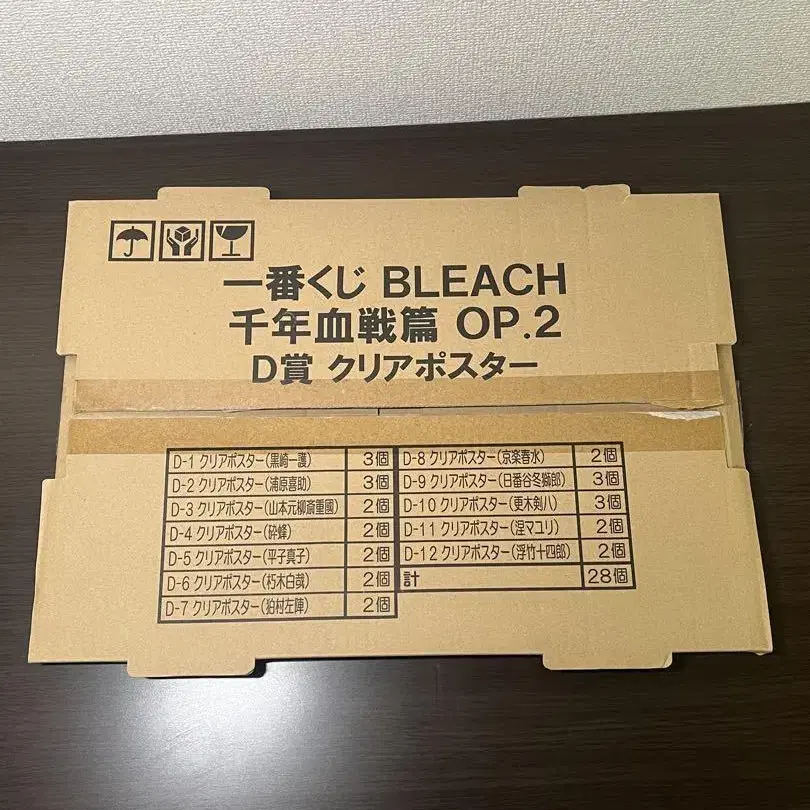 一番くじ BLEACH
千年血戦篇 OP.2
D賞 クリアポスター
D-1 クリアポスター(黒崎一護) 3個
D-2 クリアポスター(浦原喜助) 3個
D-3 クリアポスター(山本元柳斎重國) 2個
D-4 クリアポスター(砕蜂) 2個
D-5 クリアポスター(平子真子) 2個
D-6 クリアポスター(朽木白哉) 2個
D-7 クリアポスター(狛村左陣) 2個
D-8 クリアポスター(京楽春水) 2個
D-9 クリアポスター(日番谷冬獅郎) 3個
D-10 クリアポスター(更木剣八) 3個
D-11 クリアポスター(涅マユリ) 2個
D-12 クリアポスター(浮竹十四郎) 2個
計 28個